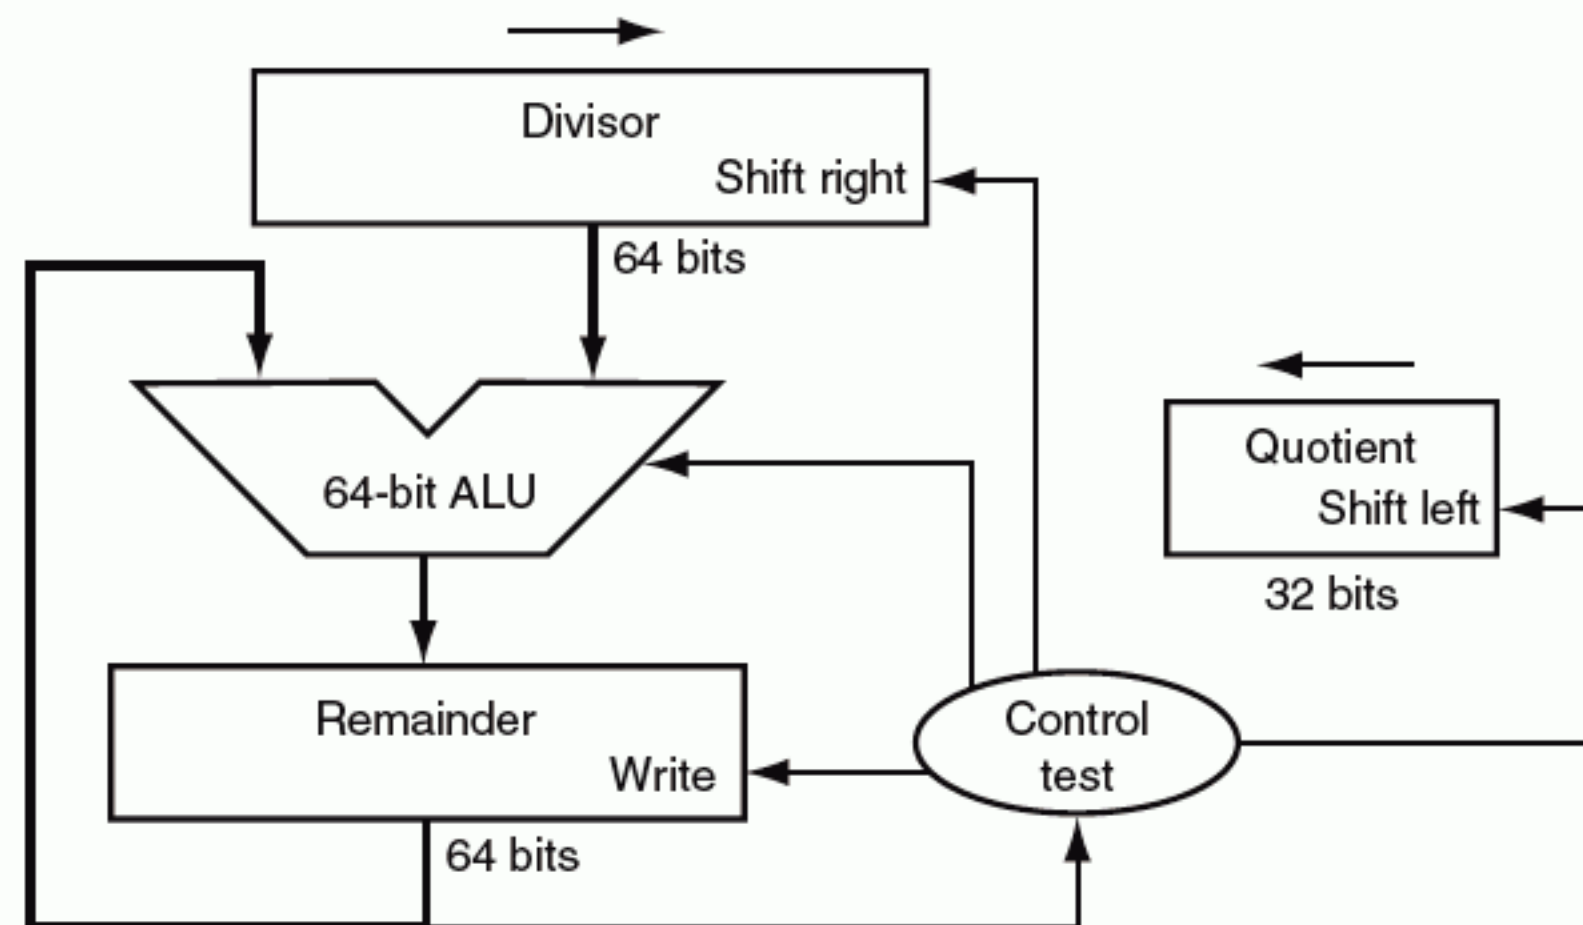 Divisor
Shift right
64 bits
Quotient
Shift left
32 bits
64-bit ALU
Remainder
Write
64 bits
Control
test